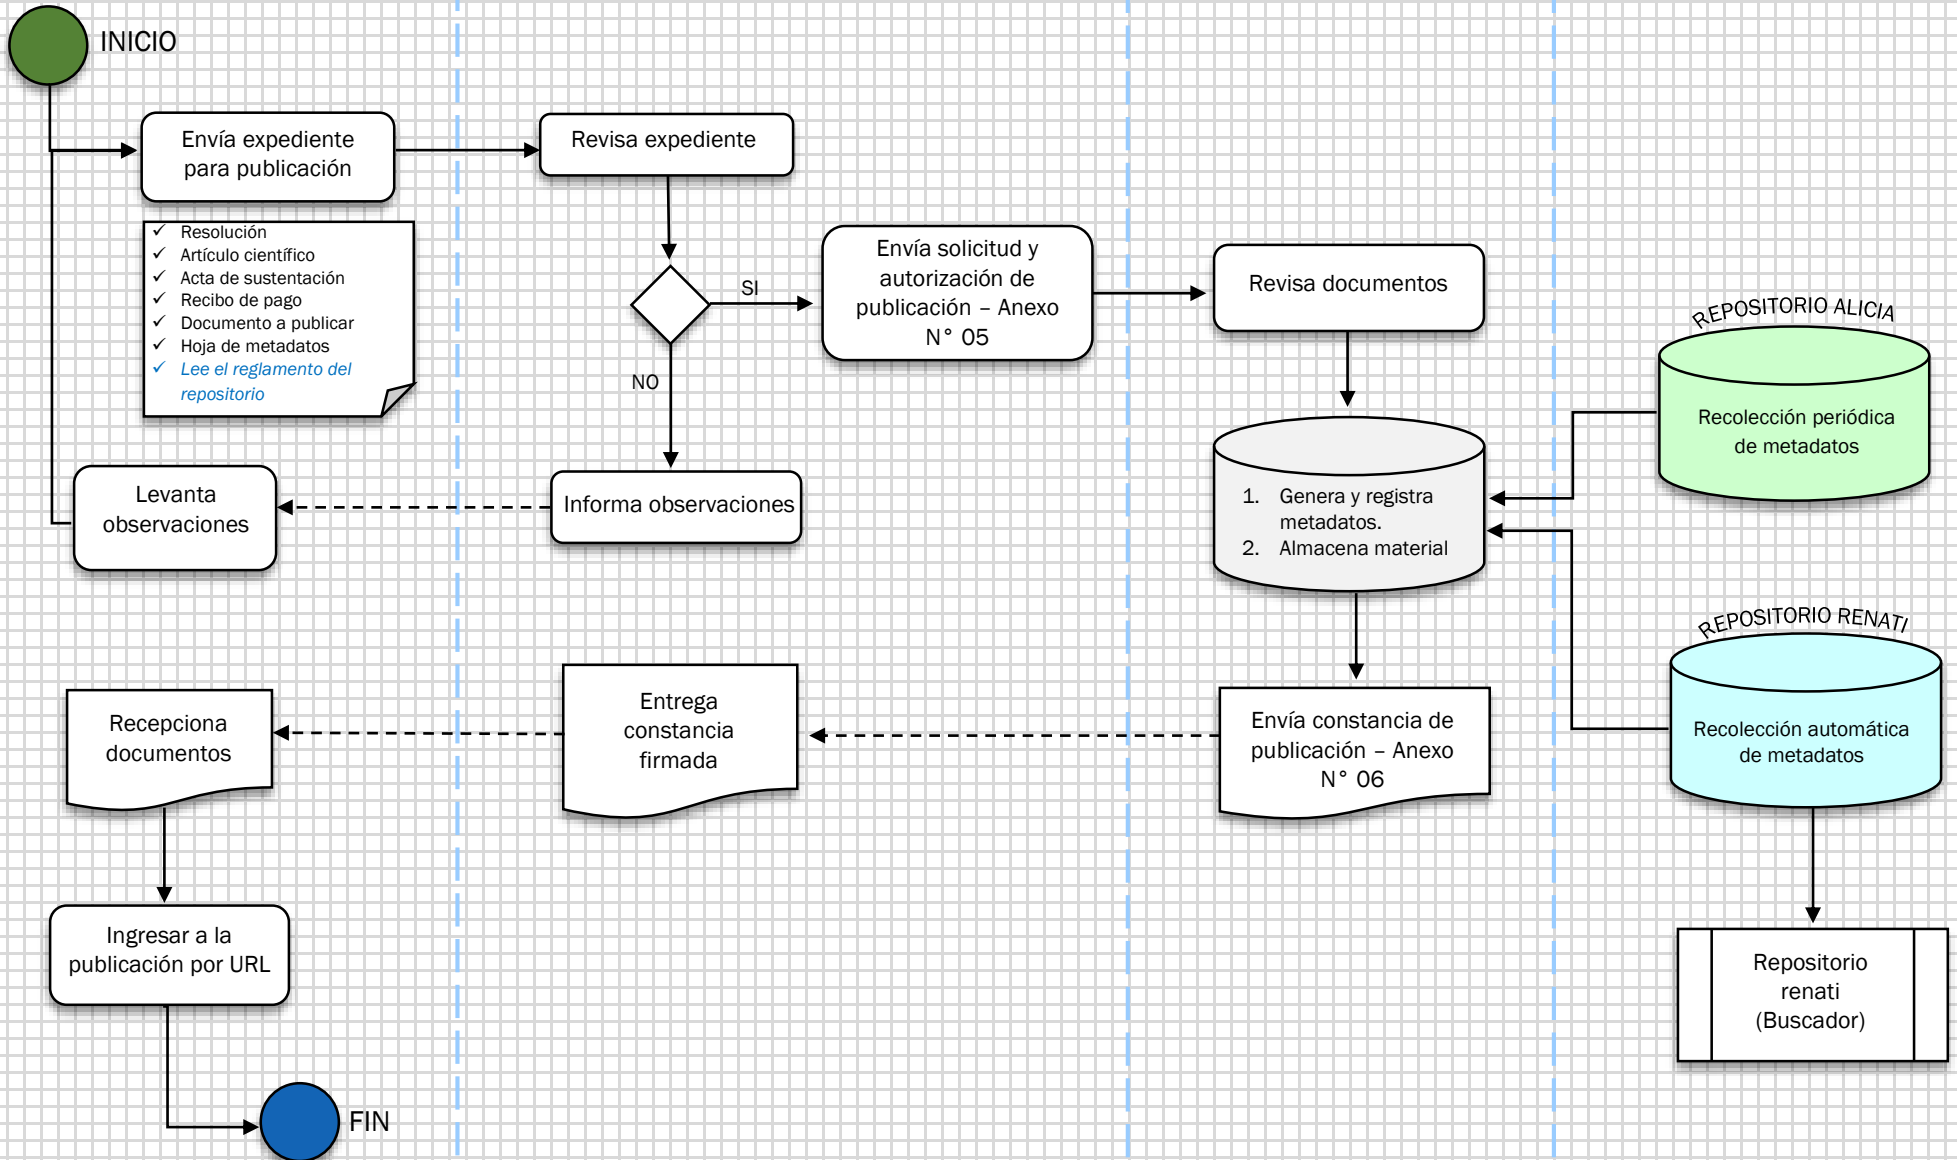 INICIO
Envía expediente
para publicación
✓ Resolución
✓ Artículo científico
✓ Acta de sustentación
✓ Recibo de pago
✓ Documento a publicar
✓ Hoja de metadatos
✓ Lee el reglamento del
repositorio
Levanta
observaciones
Recepciona
documentos
Ingresar a la
publicación por URL
FIN
Revisa expediente
SI
NO
Informa observaciones
Envía solicitud y
autorización de
publicación – Anexo
N° 05
Entrega
constancia
firmada
Revisa documentos
1. Genera y registra
metadatos.
2. Almacena material
Envía constancia de
publicación – Anexo
N° 06
REPOSITORIO ALICIA
Recolección periódica
de metadatos
REPOSITORIO RENATI
Recolección automática
de metadatos
Repositorio
renati
(Buscador)